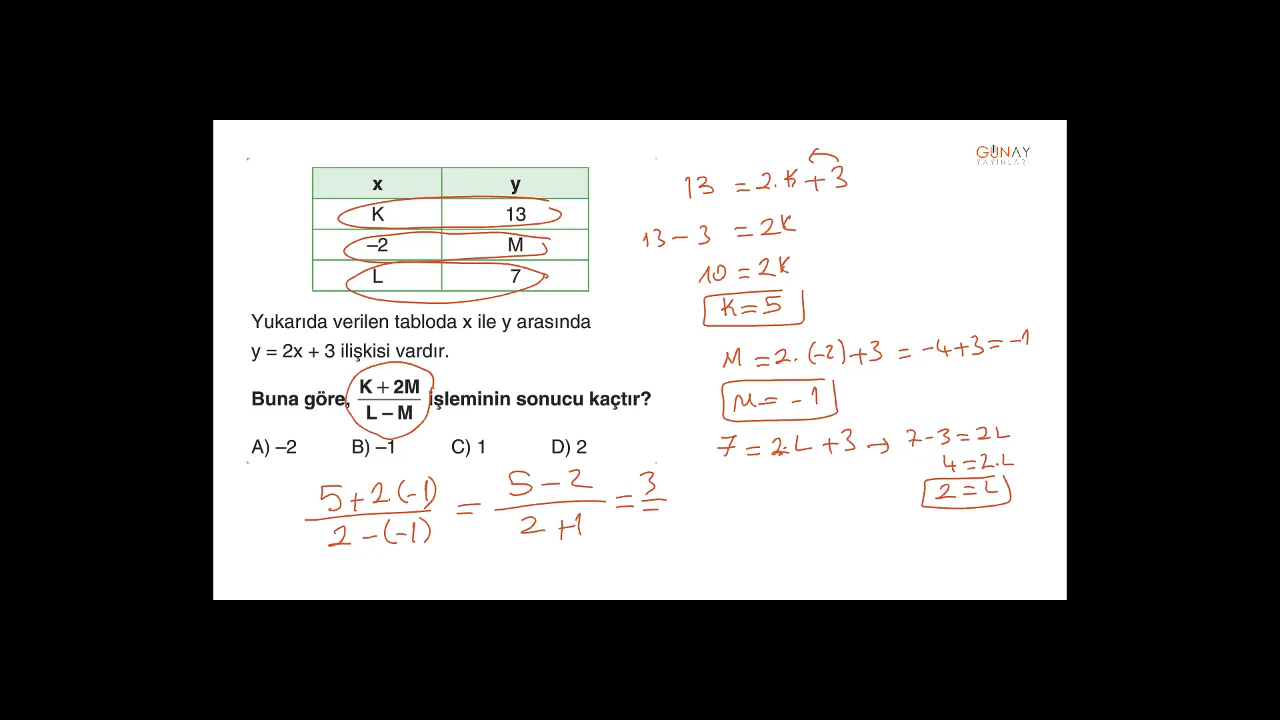 GÜNAY
YAYINLARI
x y
K 13
–2 M
L 7
Yukarıda verilen tabloda x ile y arasında
y = 2x + 3 ilişkisi vardır.
Buna göre, K + 2M / L – M işleminin sonucu kaçtır?
A) –2 B) –1 C) 1 D) 2
5+2(-1) / 2-(-1) = 5-2 / 2+1 = 3 /
13 = 2.K + 3
13 - 3 = 2K
10 = 2K
K = 5
M = 2.(-2)+3 = -4+3 = -1
M = -1
7 = 2.L + 3 → 7-3 = 2L
4 = 2.L
2 = L